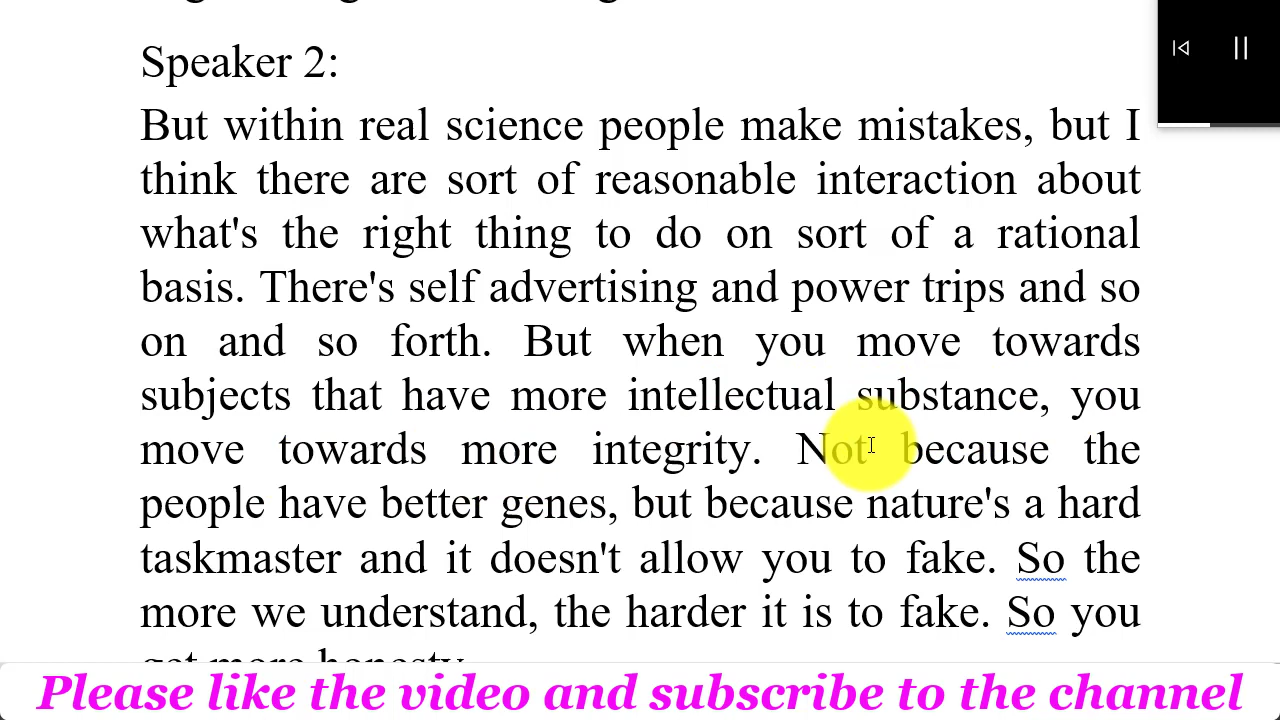 Speaker 2:
But within real science people make mistakes, but I
think there are sort of reasonable interaction about
what's the right thing to do on sort of a rational
basis. There's self advertising and power trips and so
on and so forth. But when you move towards
subjects that have more intellectual substance, you
move towards more integrity. Not because the
people have better genes, but because nature's a hard
taskmaster and it doesn't allow you to fake. So the
more we understand, the harder it is to fake. So you
get more honesty
Please like the video and subscribe to the channel